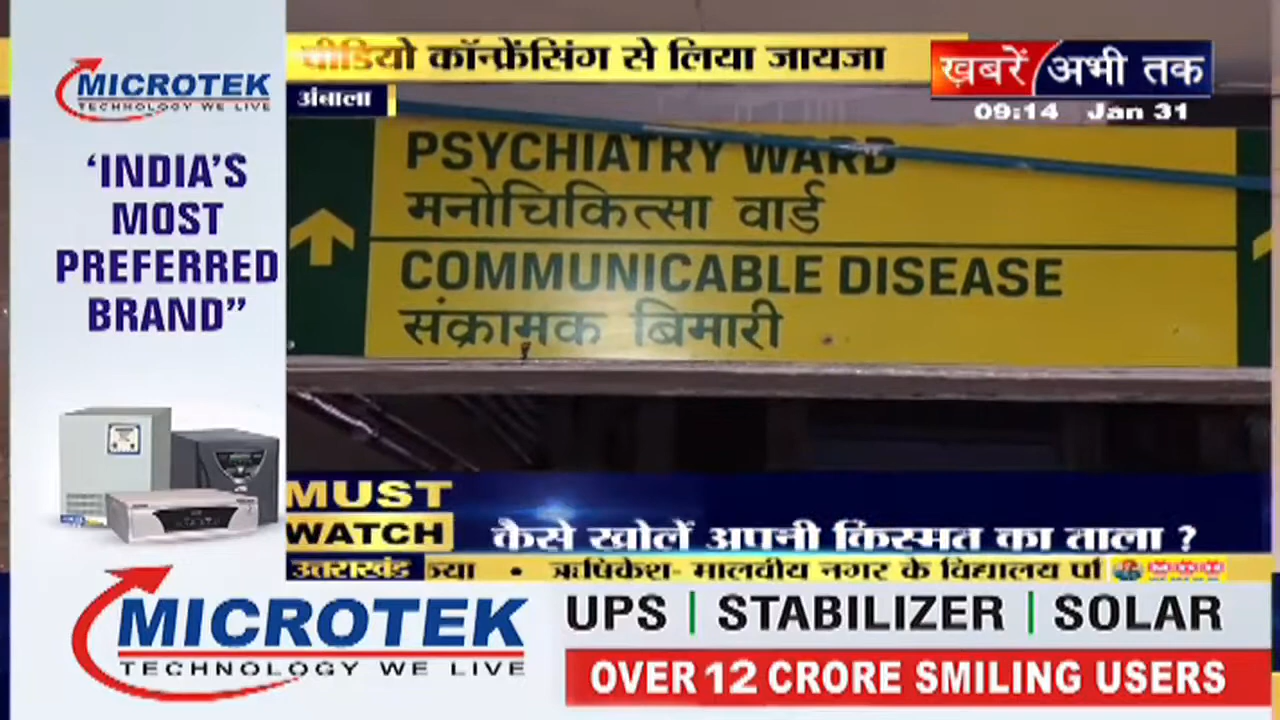 MICROTEK
TECHNOLOGY WE LIVE
‘INDIA’S
MOST
PREFERRED
BRAND”
वीडियो कॉन्फ्रेंसिंग से लिया जायजा
अंबाला
ख़बरें अभी तक
09:14 Jan 31
PSYCHIATRY WARD
मनोचिकित्सा वार्ड
COMMUNICABLE DISEASE
संक्रामक बिमारी
MUST
WATCH
कैसे खोलें अपनी किस्मत का ताला ?
उत्तराखंड • ऋषिकेश- मालवीय नगर के विद्यालय
MICROTEK
TECHNOLOGY WE LIVE
UPS | STABILIZER | SOLAR
OVER 12 CRORE SMILING USERS